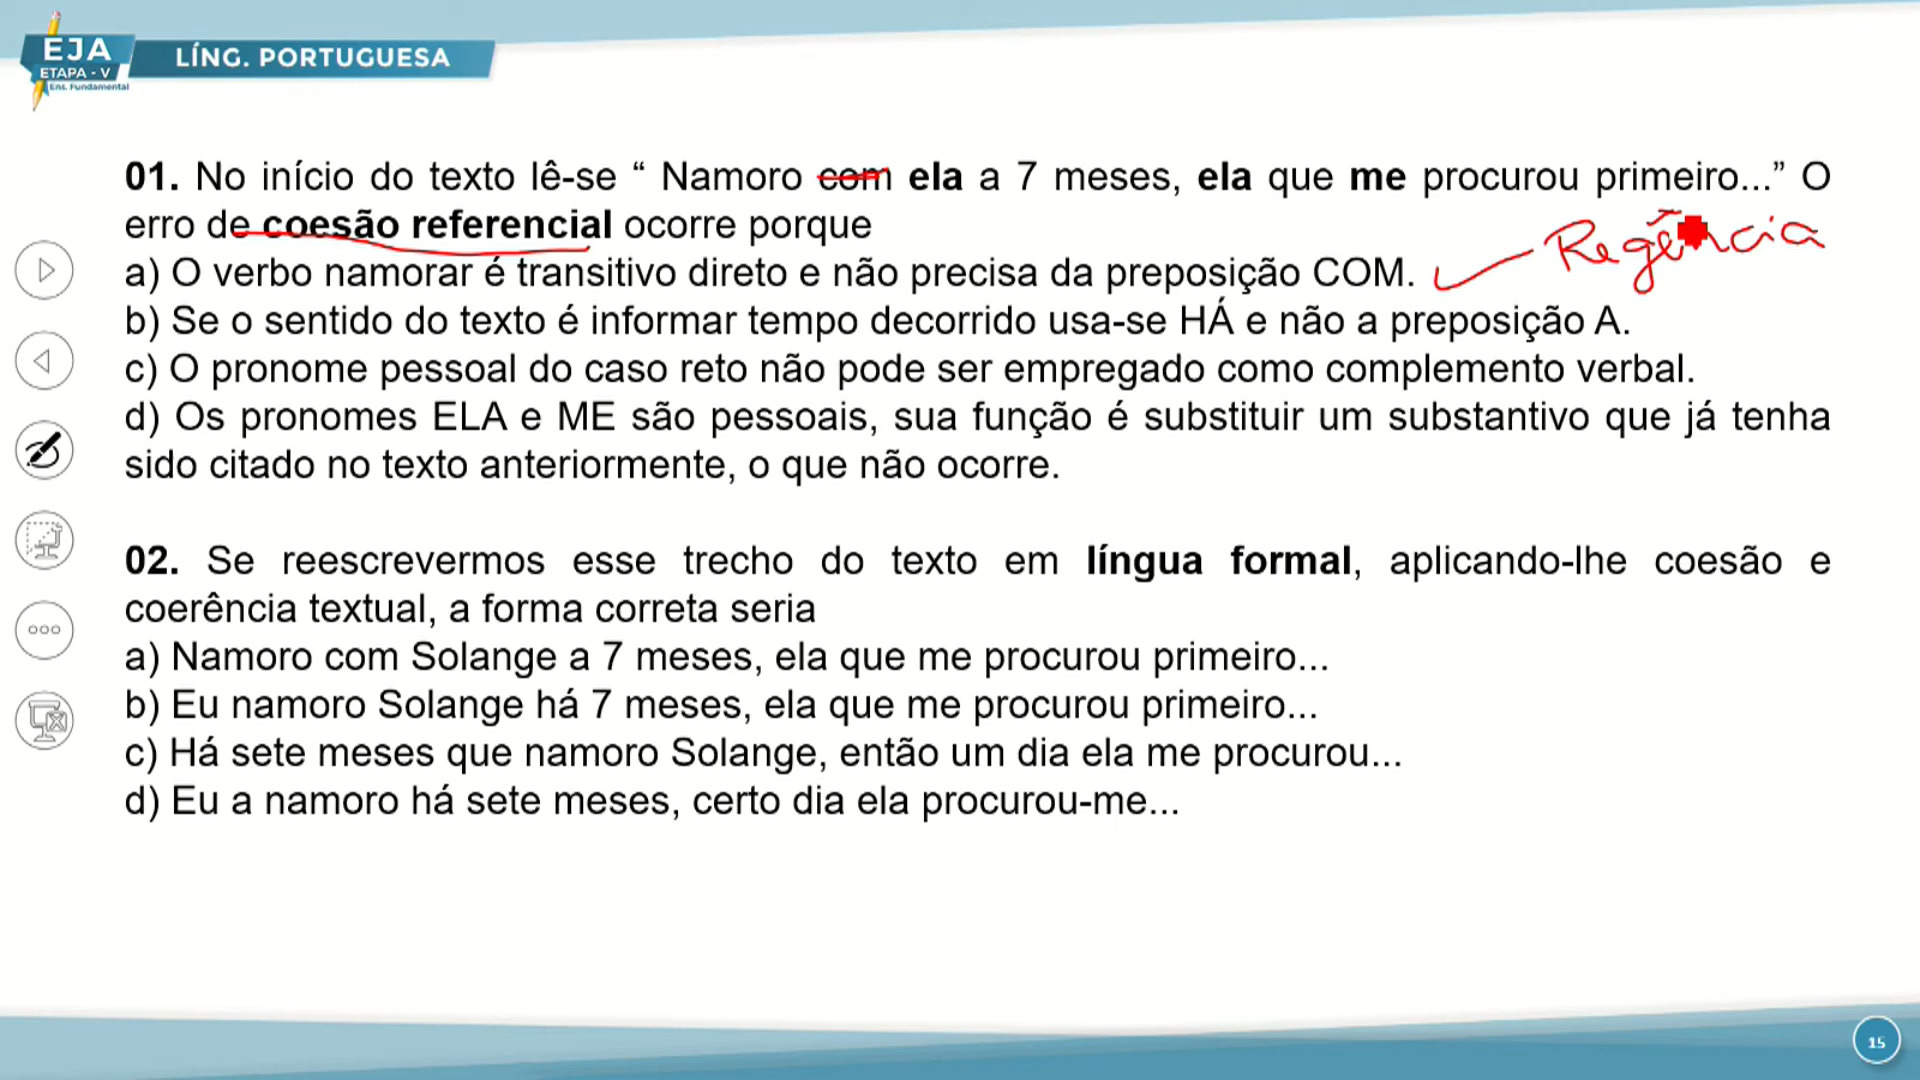 EJA
ETAPA - V
Ens. Fundamental
LÍNG. PORTUGUESA
01. No início do texto lê-se “ Namoro com ela a 7 meses, ela que me procurou primeiro...” O
erro de coesão referencial ocorre porque
Regência
a) O verbo namorar é transitivo direto e não precisa da preposição COM.
b) Se o sentido do texto é informar tempo decorrido usa-se HÁ e não a preposição A.
c) O pronome pessoal do caso reto não pode ser empregado como complemento verbal.
d) Os pronomes ELA e ME são pessoais, sua função é substituir um substantivo que já tenha
sido citado no texto anteriormente, o que não ocorre.
02. Se reescrevermos esse trecho do texto em língua formal, aplicando-lhe coesão e
coerência textual, a forma correta seria
a) Namoro com Solange a 7 meses, ela que me procurou primeiro...
b) Eu namoro Solange há 7 meses, ela que me procurou primeiro...
c) Há sete meses que namoro Solange, então um dia ela me procurou...
d) Eu a namoro há sete meses, certo dia ela procurou-me...
15